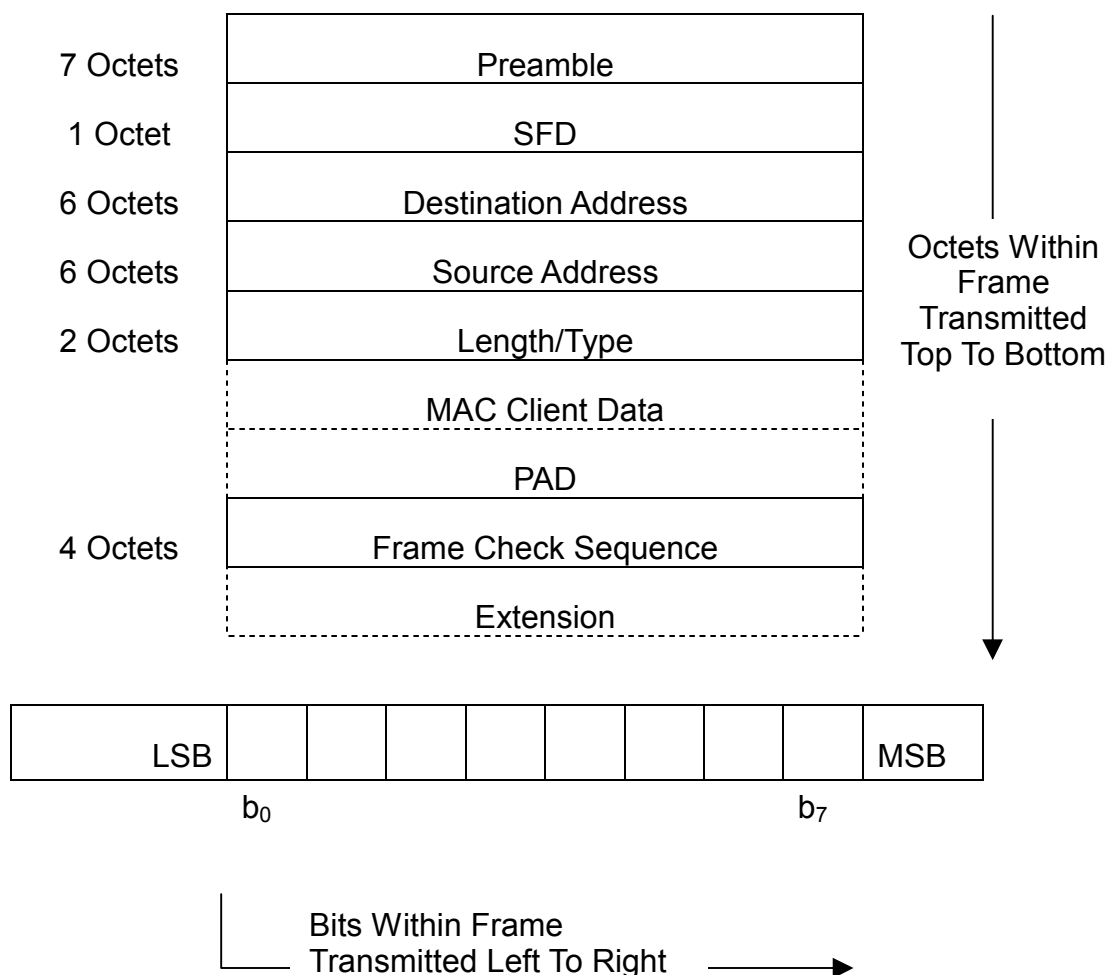 7 Octets Preamble
1 Octet SFD
6 Octets Destination Address
6 Octets Source Address
2 Octets Length/Type
MAC Client Data
PAD
4 Octets Frame Check Sequence
Extension
Octets Within
Frame
Transmitted
Top To Bottom
LSB MSB
b₀ b₇
Bits Within Frame
Transmitted Left To Right